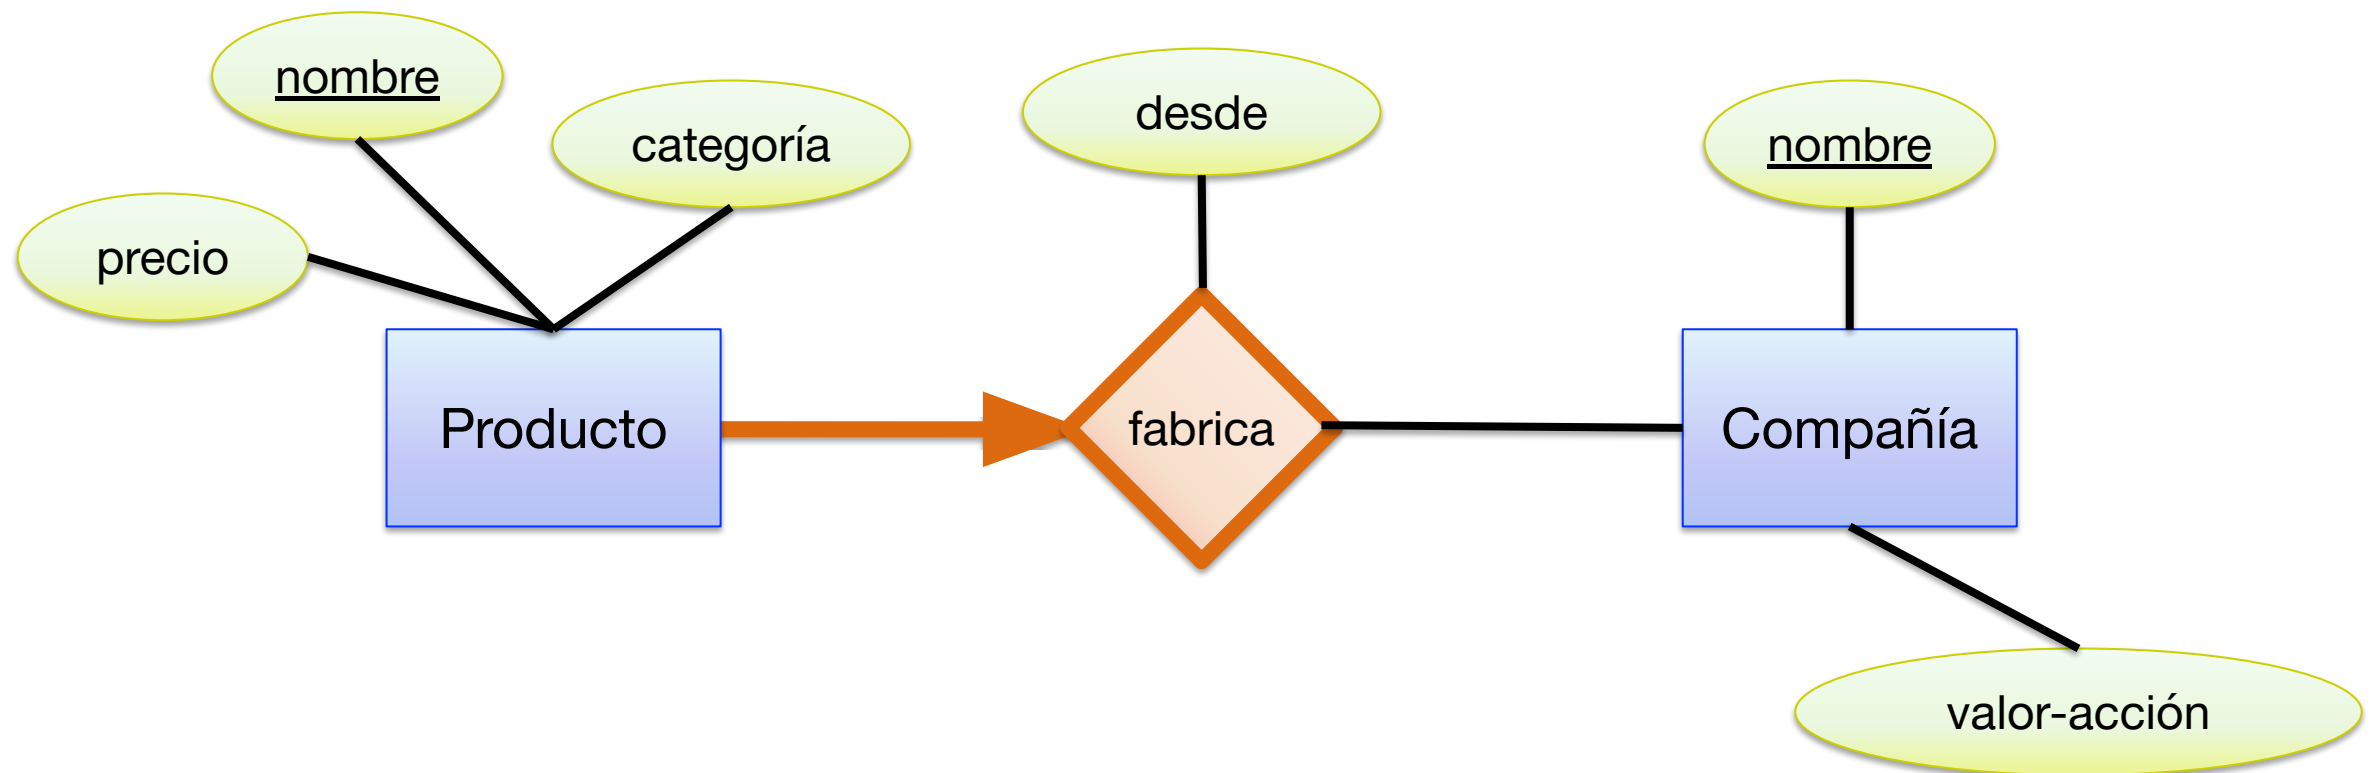 nombre
categoría
desde
nombre
precio
Producto
fabrica
Compañía
valor-acción